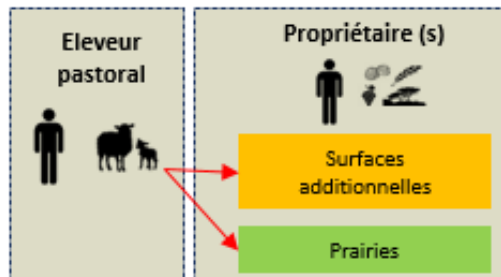 Eleveur
pastoral
Propriétaire (s)
Surfaces
additionnelles
Prairies